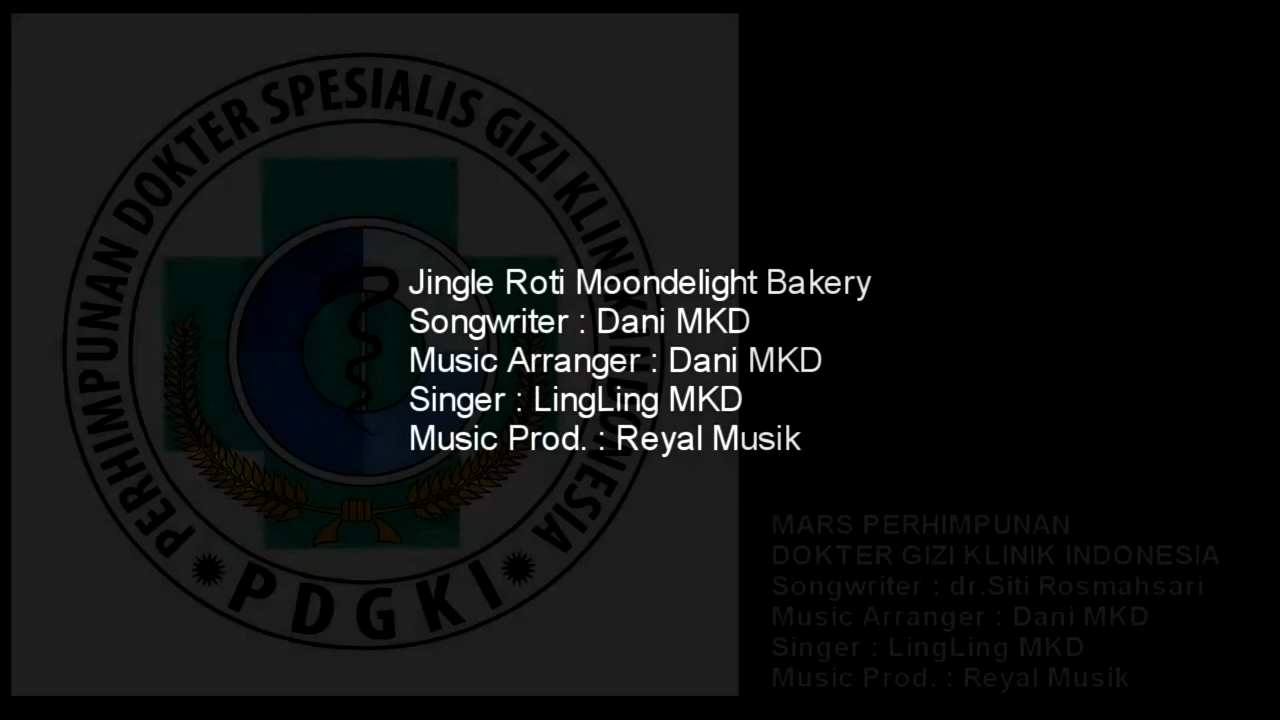 PERHIMPUNAN DOKTER SPESIALIS GIZI KLINIK INDONESIA
PDGKI
Jingle Roti Moondelight Bakery
Songwriter : Dani MKD
Music Arranger : Dani MKD
Singer : LingLing MKD
Music Prod. : Reyal Musik
MARS PERHIMPUNAN
DOKTER GIZI KLINIK INDONESIA
Songwriter : dr.Siti Rosmahsari
Music Arranger : Dani MKD
Singer : LingLing MKD
Music Prod. : Reyal Musik